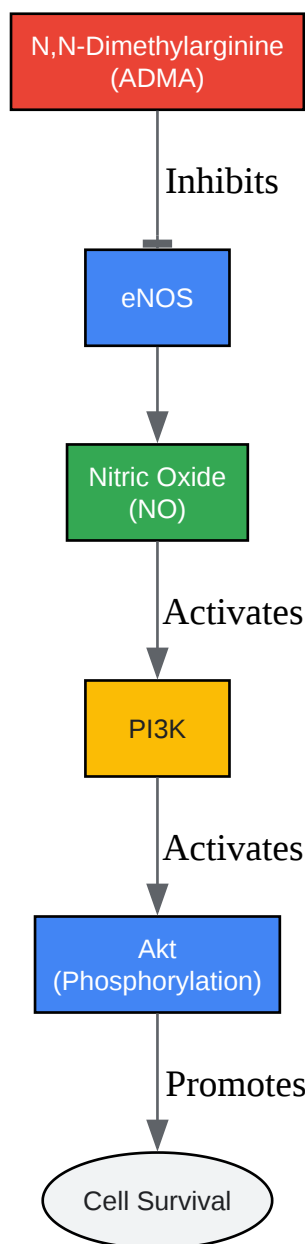 N,N-Dimethylarginine
(ADMA)
Inhibits
eNOS
Nitric Oxide
(NO)
Activates
PI3K
Activates
Akt
(Phosphorylation)
Promotes
Cell Survival